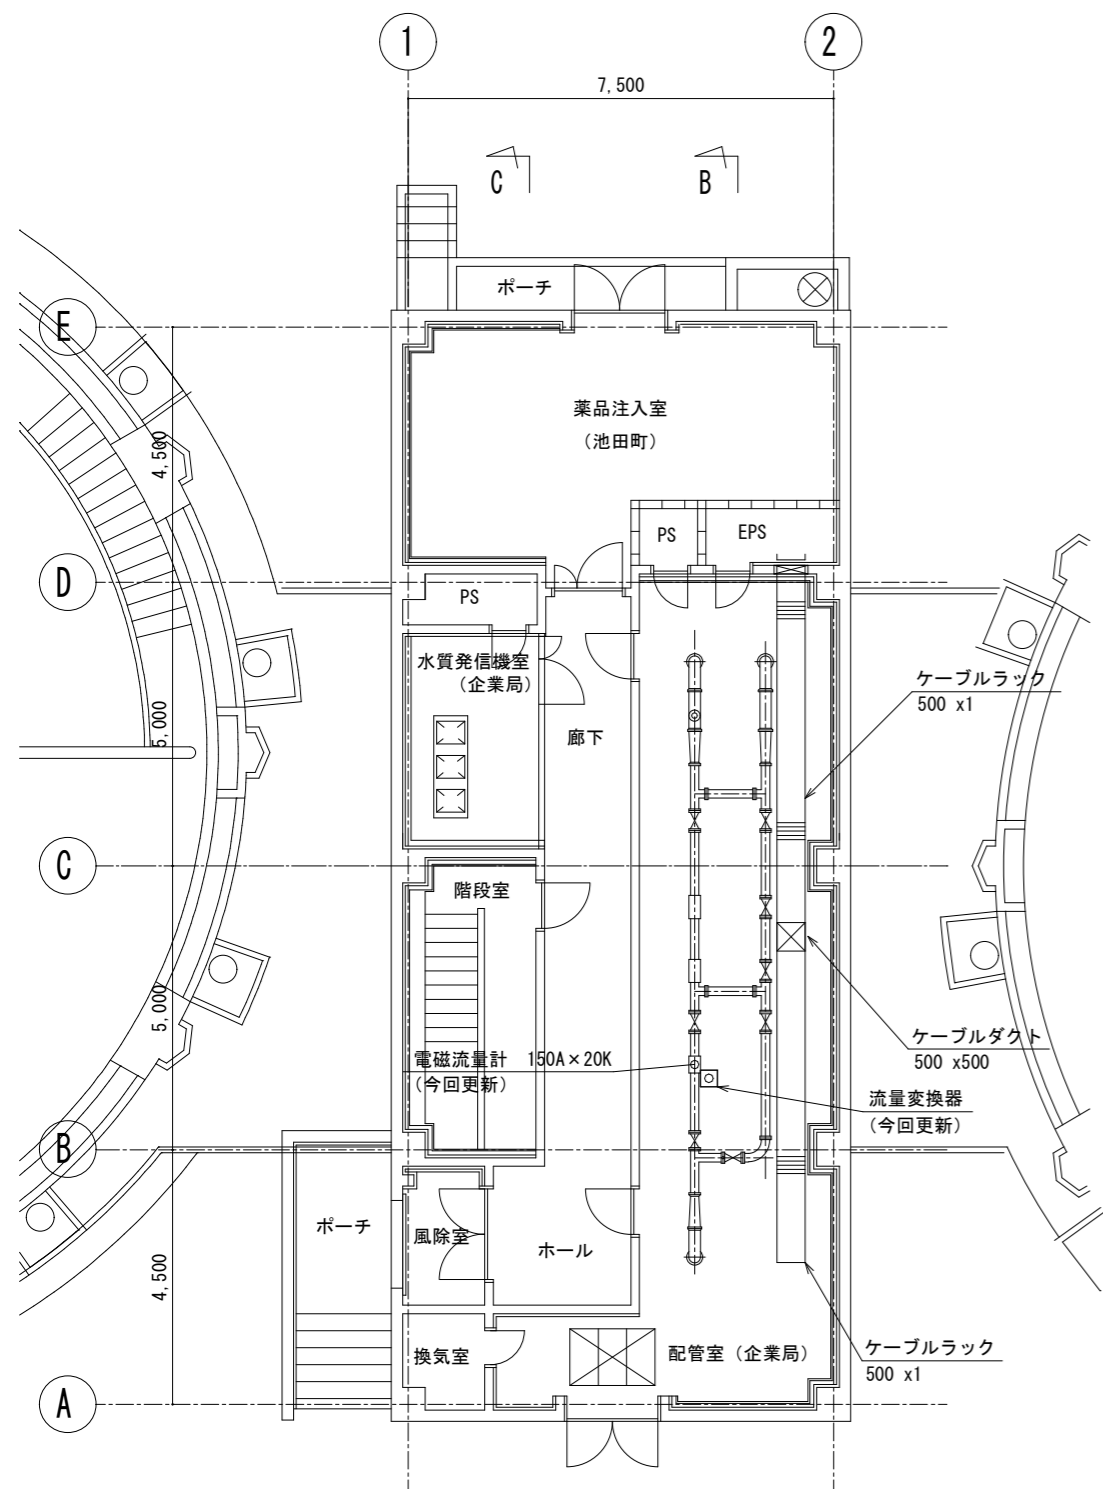 1
2
7,500
C
B
ポーチ
E
薬品注入室
(池田町)
4,500
PS
EPS
D
PS
水質発信機室
(企業局)
ケーブルラック
500 x1
5,000
廊下
C
階段室
5,000
ケーブルダクト
500 x500
電磁流量計 150A×20K
(今回更新)
流量変換器
(今回更新)
B
ポーチ
風除室
ホール
4,500
換気室
配管室(企業局)
ケーブルラック
500 x1
A